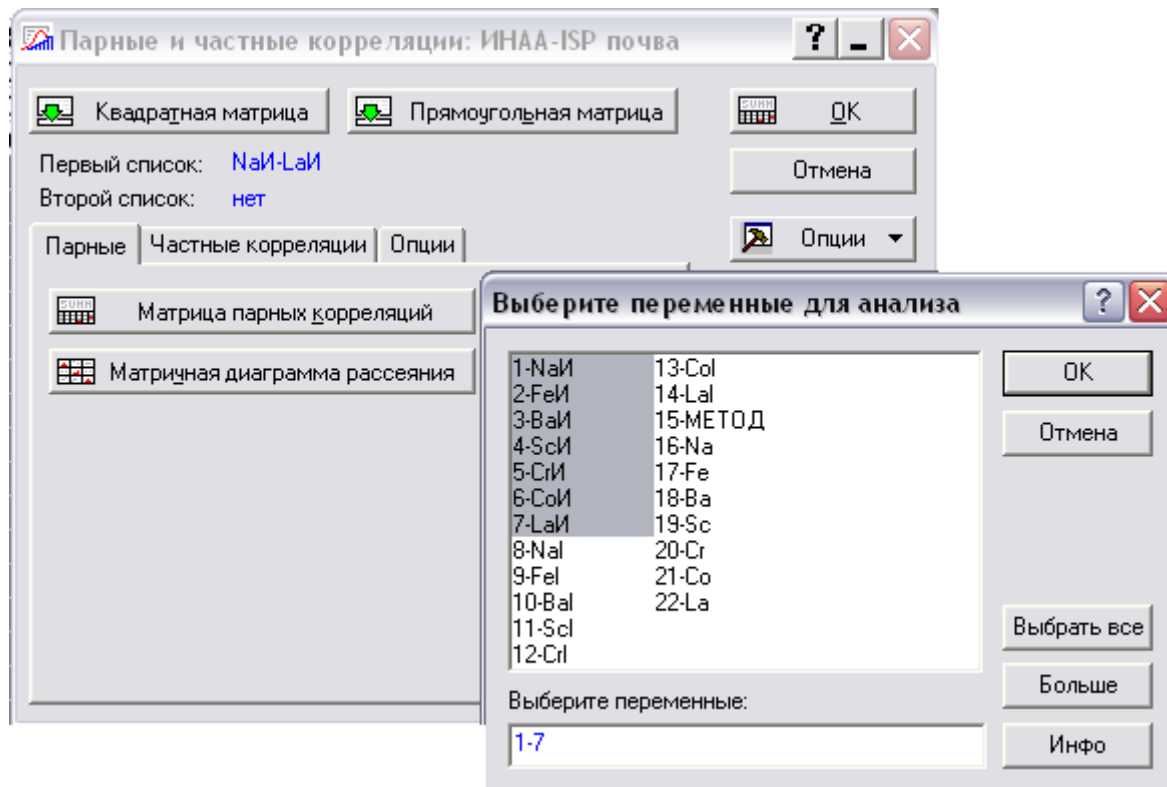 Парные и частные корреляции: ИНАА-ISP почва
Квадратная матрица
Прямоугольная матрица
OK
Первый список: NaИ-LaИ
Отмена
Второй список: нет
Парные
Частные корреляции
Опции
Опции
Матрица парных корреляций
Матричная диаграмма рассеяния
Выберите переменные для анализа
1-NaИ
2-FeИ
3-BaИ
4-ScИ
5-CrИ
6-CoИ
7-LaИ
8-NaI
9-FeI
10-BaI
11-ScI
12-CrI
13-CoI
14-LaI
15-МЕТОД
16-Na
17-Fe
18-Ba
19-Sc
20-Cr
21-Co
22-La
OK
Отмена
Выбрать все
Больше
Инфо
Выберите переменные:
1-7